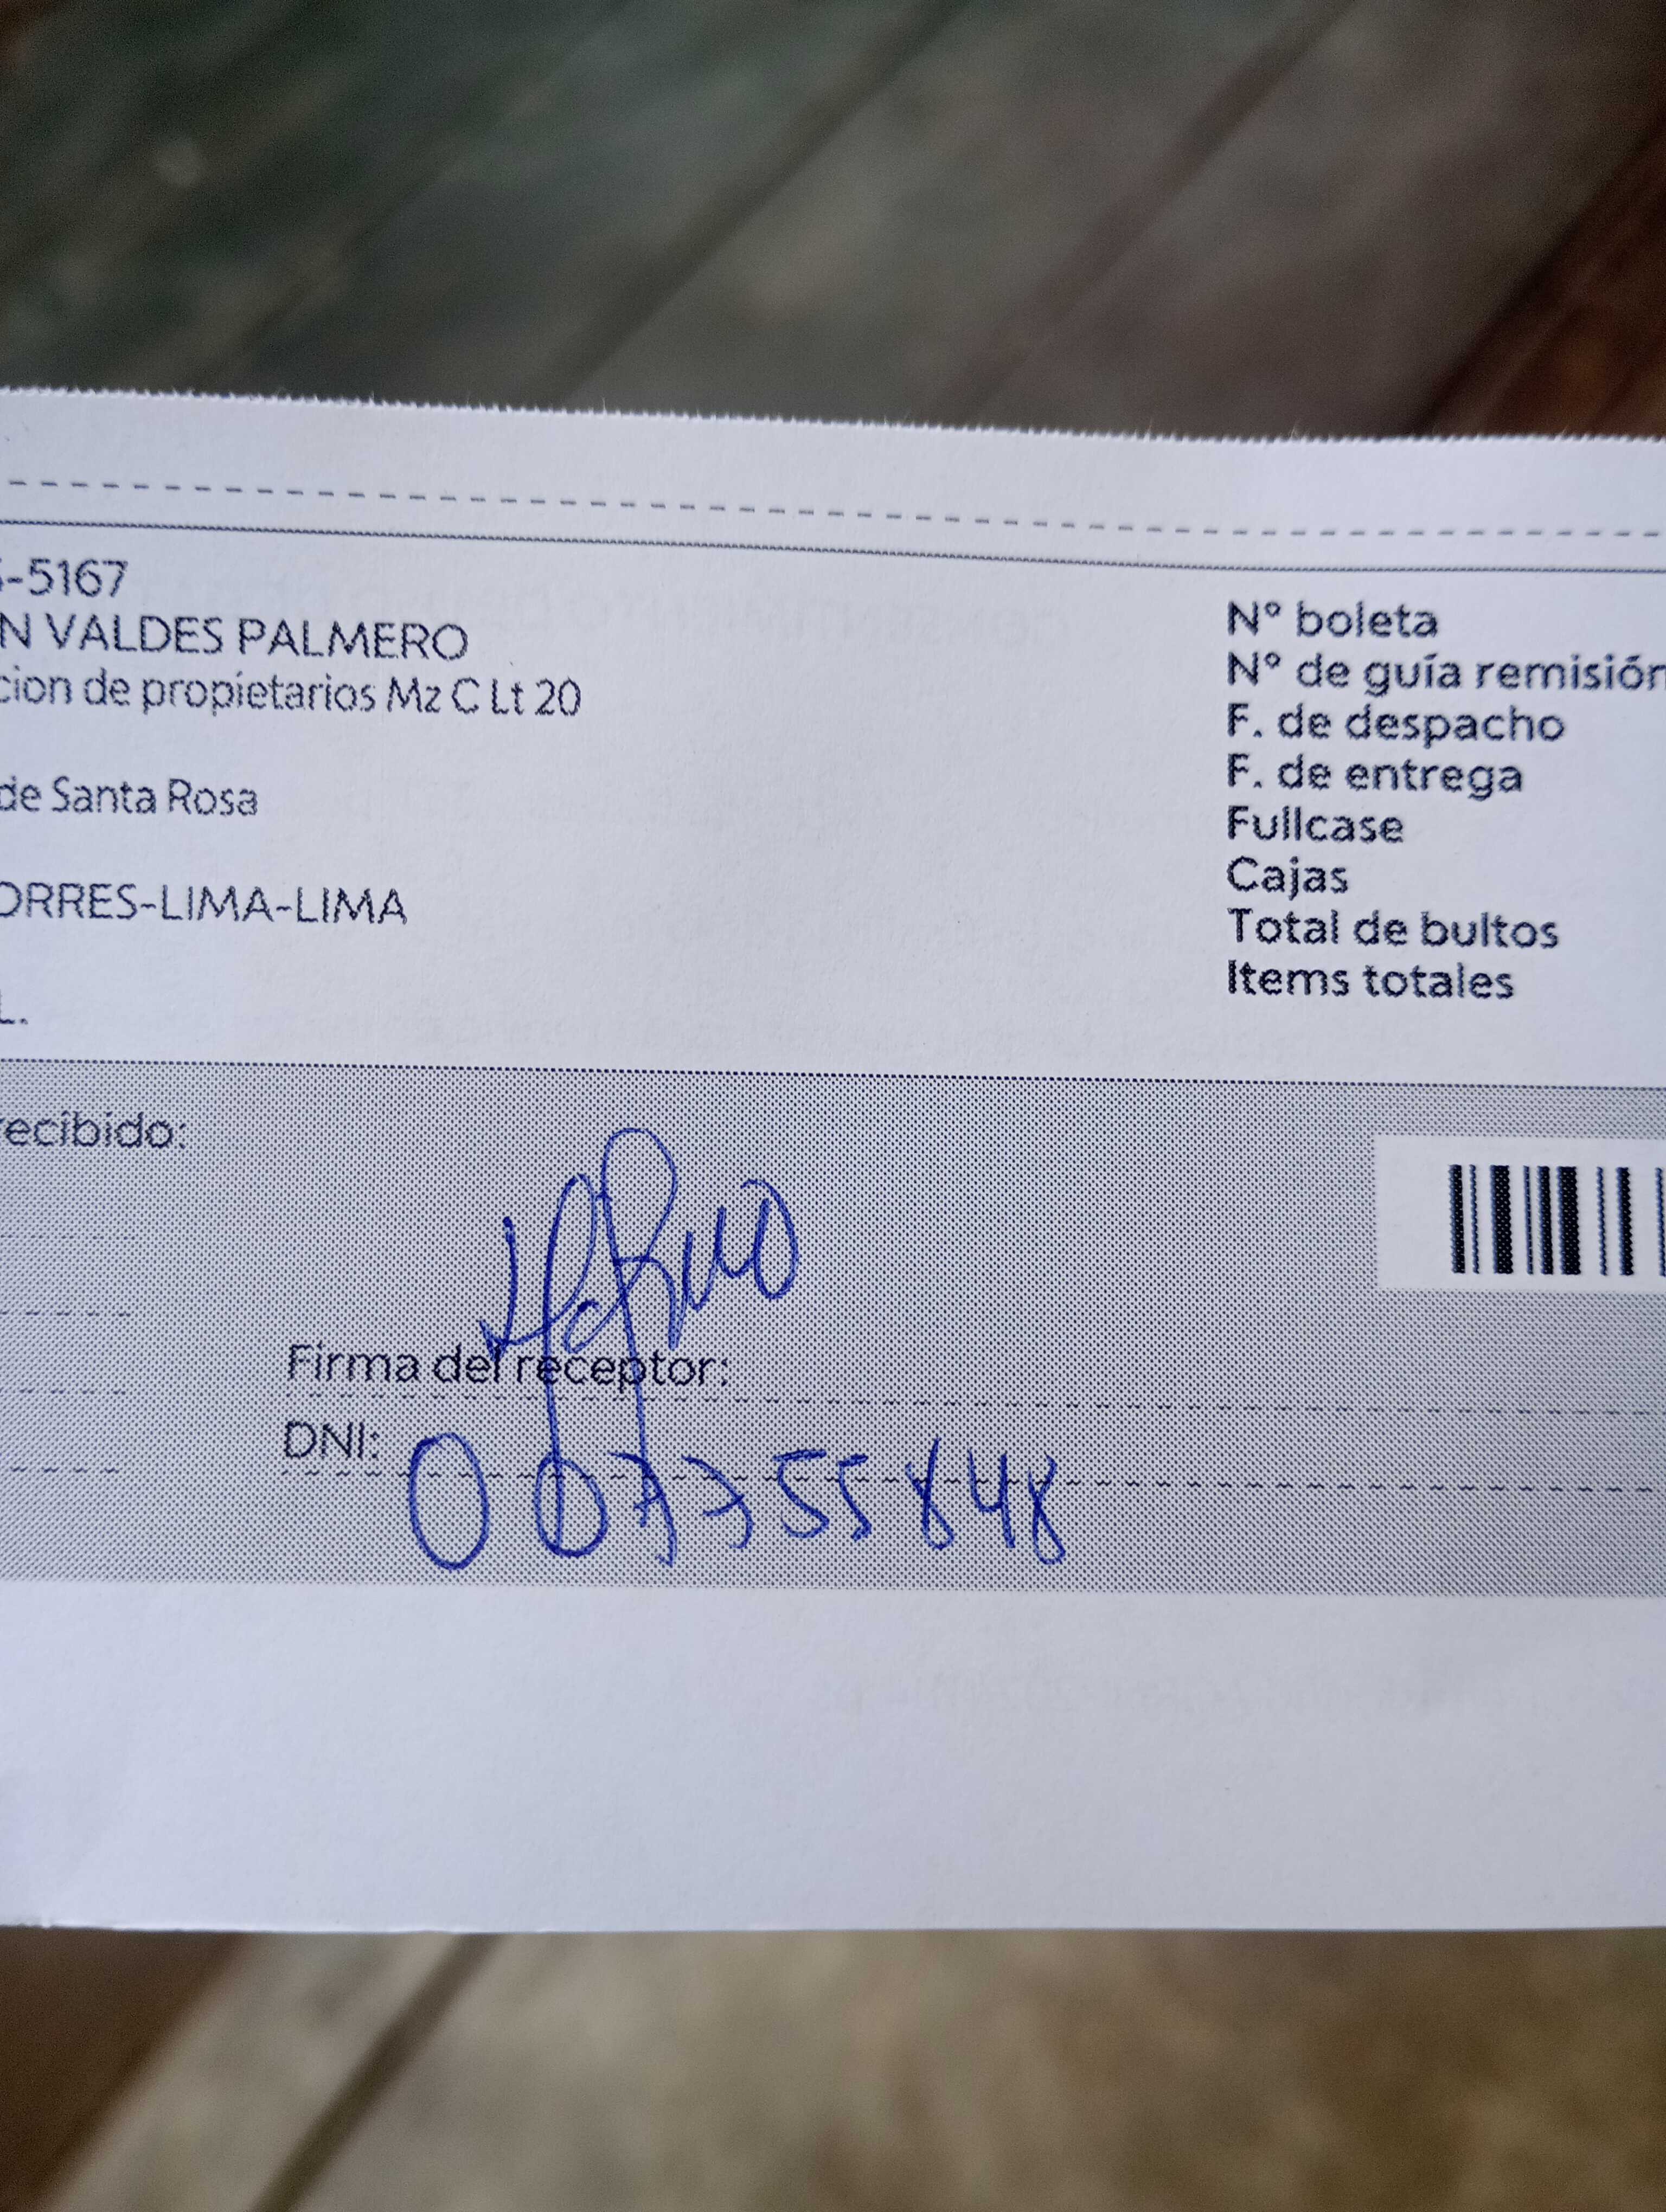 -5167
N VALDES PALMERO
cion de propietarios Mz C Lt 20
de Santa Rosa
ORRES-LIMA-LIMA
L.
N° boleta
N° de guía remisión
F. de despacho
F. de entrega
Fullcase
Cajas
Total de bultos
Items totales
recibido:
Firma del receptor:
DNI: 007755848